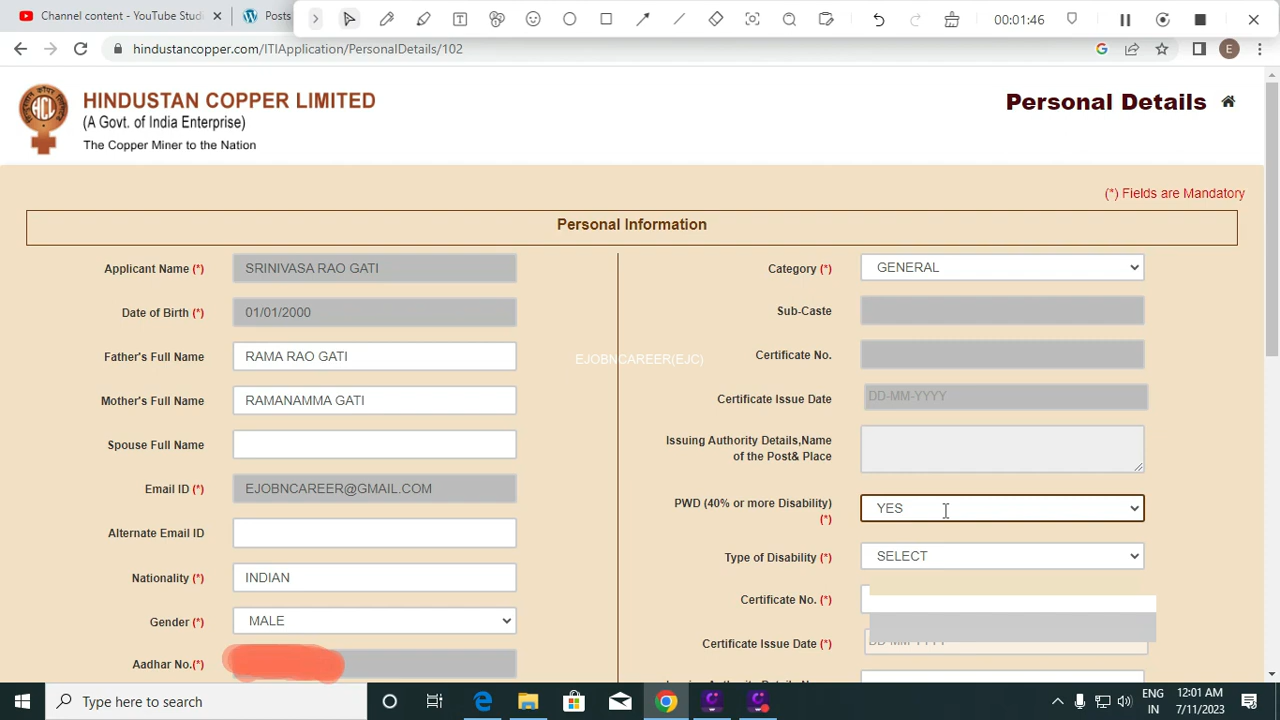 Channel content - YouTube Studi
Posts
00:01:46
hindustancopper.com/ITIApplication/PersonalDetails/102
E
HCL
HINDUSTAN COPPER LIMITED
(A Govt. of India Enterprise)
The Copper Miner to the Nation
Personal Details
(*) Fields are Mandatory
Personal Information
Applicant Name (*) SRINIVASA RAO GATI
Date of Birth (*) 01/01/2000
Father's Full Name RAMA RAO GATI
Mother's Full Name RAMANAMMA GATI
Spouse Full Name
Email ID (*) EJOBNCAREER@GMAIL.COM
Alternate Email ID
Nationality (*) INDIAN
Gender (*) MALE
Aadhar No.(*)
EJOBNCAREER(EJC)
Category (*) GENERAL
Sub-Caste
Certificate No.
Certificate Issue Date DD-MM-YYYY
Issuing Authority Details,Name
of the Post& Place
PWD (40% or more Disability)
(*) YES
Type of Disability (*) SELECT
Certificate No. (*)
Certificate Issue Date (*) DD-MM-YYYY
Type here to search
ENG
IN
12:01 AM
7/11/2023